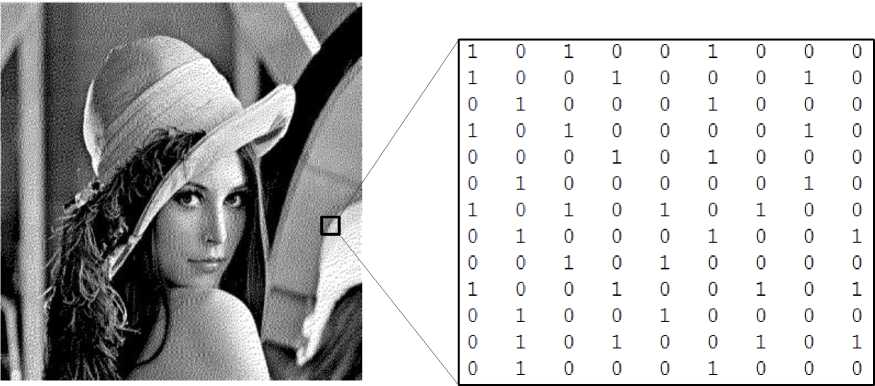 1 0 1 0 0 1 0 0 0
1 0 0 1 0 0 0 1 0
0 1 0 0 0 1 0 0 0
1 0 1 0 0 0 0 1 0
0 0 0 1 0 1 0 0 0
0 1 0 0 0 0 0 1 0
1 0 1 0 1 0 1 0 0
0 1 0 0 0 1 0 0 1
0 0 1 0 1 0 0 0 0
1 0 0 1 0 0 1 0 1
0 1 0 0 1 0 0 0 0
0 1 0 1 0 0 1 0 1
0 1 0 0 0 1 0 0 0